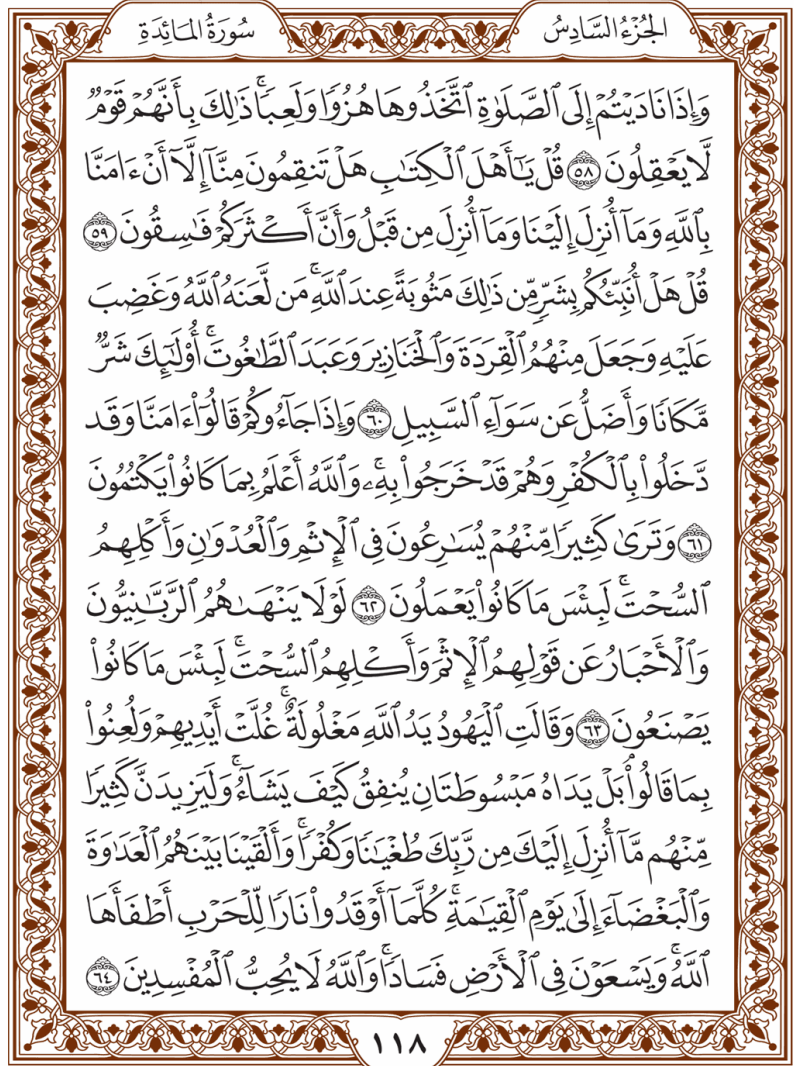 الجُزْءُ السَّادِسُ
سُورَةُ المَائِدَةِ
وَإِذَا نَادَيْتُمْ إِلَى ٱلصَّلَوٰةِ ٱتَّخَذُوهَا هُزُوٗا وَلَعِبٗاۚ ذَٰلِكَ بِأَنَّهُمْ قَوْمٞ
لَّا يَعْقِلُونَ ٥٨ قُلْ يَٰٓأَهْلَ ٱلْكِتَٰبِ هَلْ تَنقِمُونَ مِنَّآ إِلَّآ أَنْ ءَامَنَّا
بِٱللَّهِ وَمَآ أُنزِلَ إِلَيْنَا وَمَآ أُنزِلَ مِن قَبْلُ وَأَنَّ أَكْثَرَكُمْ فَٰسِقُونَ ٥٩
قُلْ هَلْ أُنَبِّئُكُم بِشَرّٖ مِّن ذَٰلِكَ مَثُوبَةً عِندَ ٱللَّهِۚ مَن لَّعَنَهُ ٱللَّهُ وَغَضِبَ
عَلَيْهِ وَجَعَلَ مِنْهُمُ ٱلْقِرَدَةَ وَٱلْخَنَازِيرَ وَعَبَدَ ٱلطَّٰغُوتَۚ أُوْلَٰٓئِكَ شَرّٞ
مَّكَانٗا وَأَضَلُّ عَن سَوَآءِ ٱلسَّبِيلِ ٦٠ وَإِذَا جَآءُوكُمْ قَالُوٓاْ ءَامَنَّا وَقَد
دَّخَلُواْ بِٱلْكُفْرِ وَهُمْ قَدْ خَرَجُواْ بِهِۦۚ وَٱللَّهُ أَعْلَمُ بِمَا كَانُواْ يَكْتُمُونَ
٦١ وَتَرَىٰ كَثِيرٗا مِّنْهُمْ يُسَٰرِعُونَ فِي ٱلْإِثْمِ وَٱلْعُدْوَٰنِ وَأَكْلِهِمُ
ٱلسُّحْتَۚ لَبِئْسَ مَا كَانُواْ يَعْمَلُونَ ٦٢ لَوْلَا يَنْهَىٰهُمُ ٱلرَّبَّٰنِيُّونَ
وَٱلْأَحْبَارُ عَن قَوْلِهِمُ ٱلْإِثْمَ وَأَكْلِهِمُ ٱلسُّحْتَۚ لَبِئْسَ مَا كَانُواْ
يَصْنَعُونَ ٦٣ وَقَالَتِ ٱلْيَهُودُ يَدُ ٱللَّهِ مَغْلُولَةٌۚ غُلَّتْ أَيْدِيهِمْ وَلُعِنُواْ
بِمَا قَالُواْۘ بَلْ يَدَاهُ مَبْسُوطَتَانِ يُنفِقُ كَيْفَ يَشَآءُۚ وَلَيَزِيدَنَّ كَثِيرٗا
مِّنْهُم مَّآ أُنزِلَ إِلَيْكَ مِن رَّبِّكَ طُغْيَٰنٗا وَكُفْرٗاۚ وَأَلْقَيْنَا بَيْنَهُمُ ٱلْعَدَٰوَةَ
وَٱلْبَغْضَآءَ إِلَىٰ يَوْمِ ٱلْقِيَٰمَةِۚ كُلَّمَآ أَوْقَدُواْ نَارٗا لِّلْحَرْبِ أَطْفَأَهَا
ٱللَّهُۚ وَيَسْعَوْنَ فِي ٱلْأَرْضِ فَسَادٗاۚ وَٱللَّهُ لَا يُحِبُّ ٱلْمُفْسِدِينَ ٦٤
١١٨